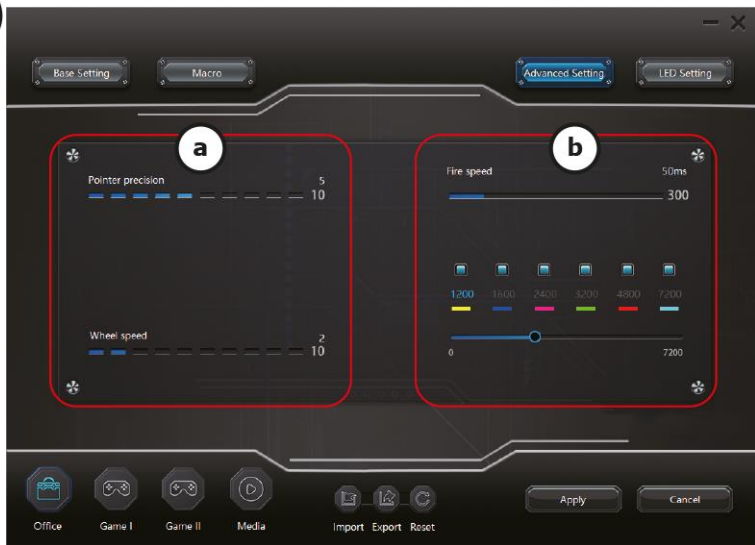 Base Setting Macro Advanced Setting LED Setting
a
b
Pointer precision 5
10
Wheel speed 2
10
Fire speed 50ms
300
1200 1600 2400 3200 4800 7200
0 7200
Office Game I Game II Media
Import Export Reset
Apply Cancel